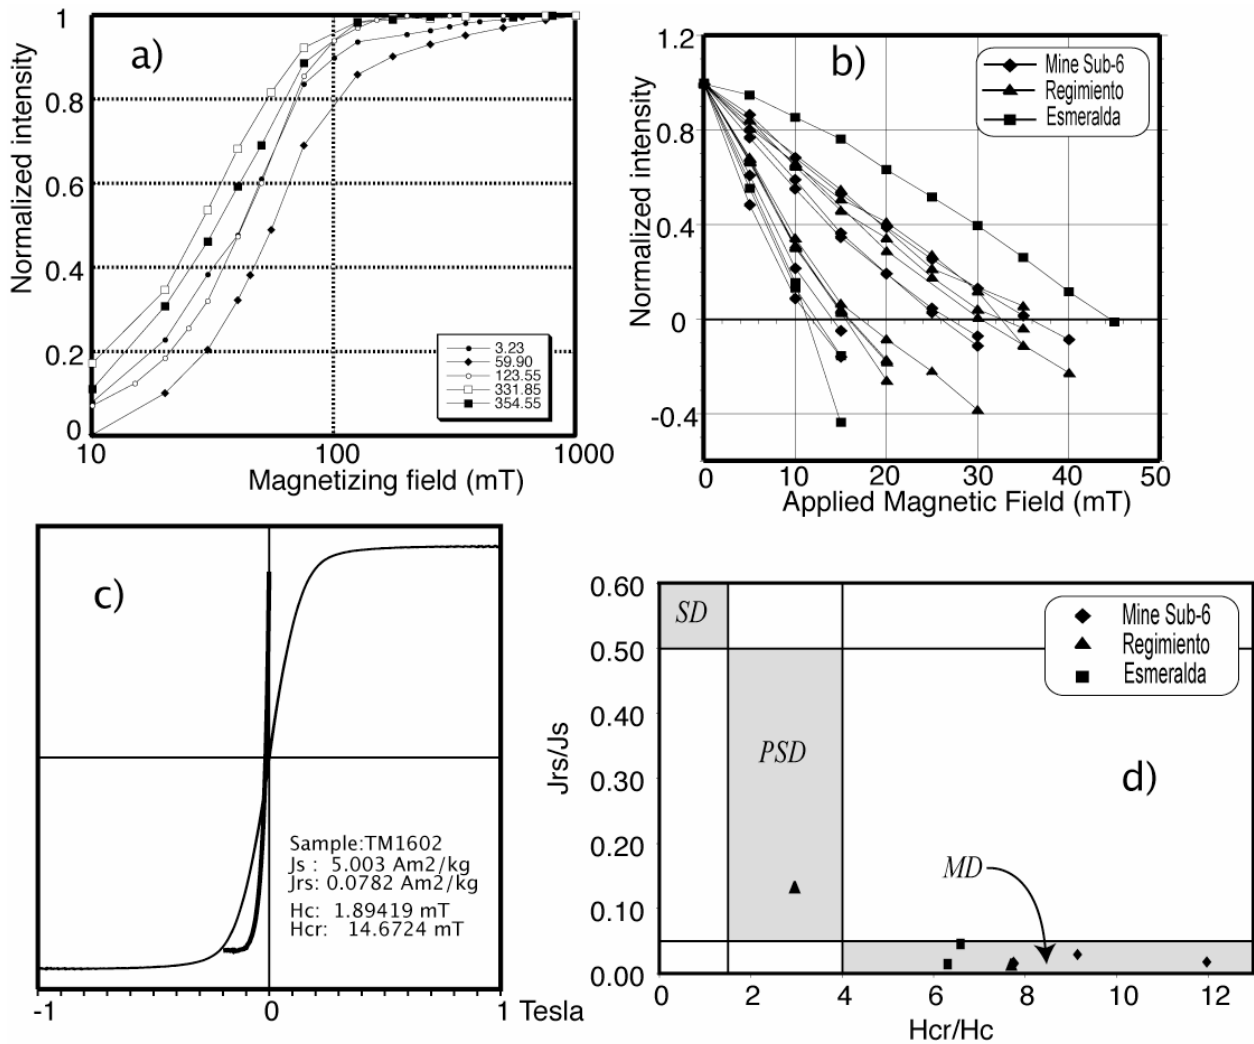 a)
Normalized intensity
1
0.8
0.6
0.4
0.2
0
10
100
1000
Magnetizing field (mT)
3.23
59.90
123.55
331.85
354.55
b)
Normalized intensity
1.2
0.8
0.4
0
-0.4
0
10
20
30
40
50
Applied Magnetic Field (mT)
Mine Sub-6
Regimiento
Esmeralda
c)
Sample:TM1602
Js : 5.003 Am2/kg
Jrs: 0.0782 Am2/kg
Hc: 1.89419 mT
Hcr: 14.6724 mT
-1
0
1 Tesla
d)
Jrs/Js
0.60
0.50
0.40
0.30
0.20
0.10
0.00
SD
PSD
MD
Mine Sub-6
Regimiento
Esmeralda
0
2
4
6
8
10
12
Hcr/Hc